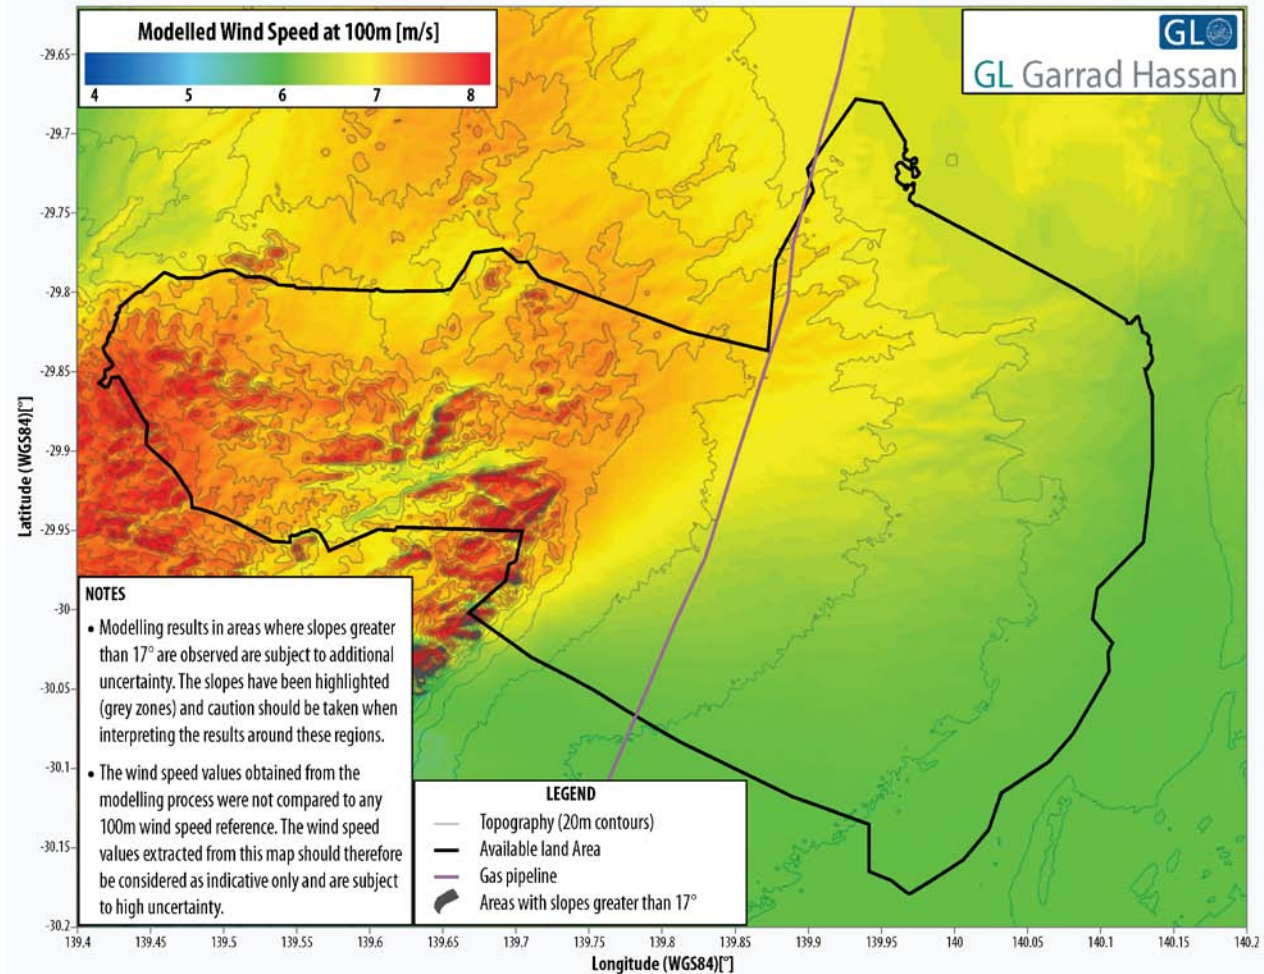 Modelled Wind Speed at 100m [m/s]
4 5 6 7 8
GL
GL Garrad Hassan
Latitude (WGS84)[°]
-29.65
-29.7
-29.75
-29.8
-29.85
-29.9
-29.95
-30
-30.05
-30.1
-30.15
-30.2
NOTES
• Modelling results in areas where slopes greater
than 17° are observed are subject to additional
uncertainty. The slopes have been highlighted
(grey zones) and caution should be taken when
interpreting the results around these regions.
• The wind speed values obtained from the
modelling process were not compared to any
100m wind speed reference. The wind speed
values extracted from this map should therefore
be considered as indicative only and are subject
to high uncertainty.
LEGEND
Topography (20m contours)
Available land Area
Gas pipeline
Areas with slopes greater than 17°
139.4 139.45 139.5 139.55 139.6 139.65 139.7 139.75 139.8 139.85 139.9 139.95 140 140.05 140.1 140.15 140.2
Longitude (WGS84)[°]